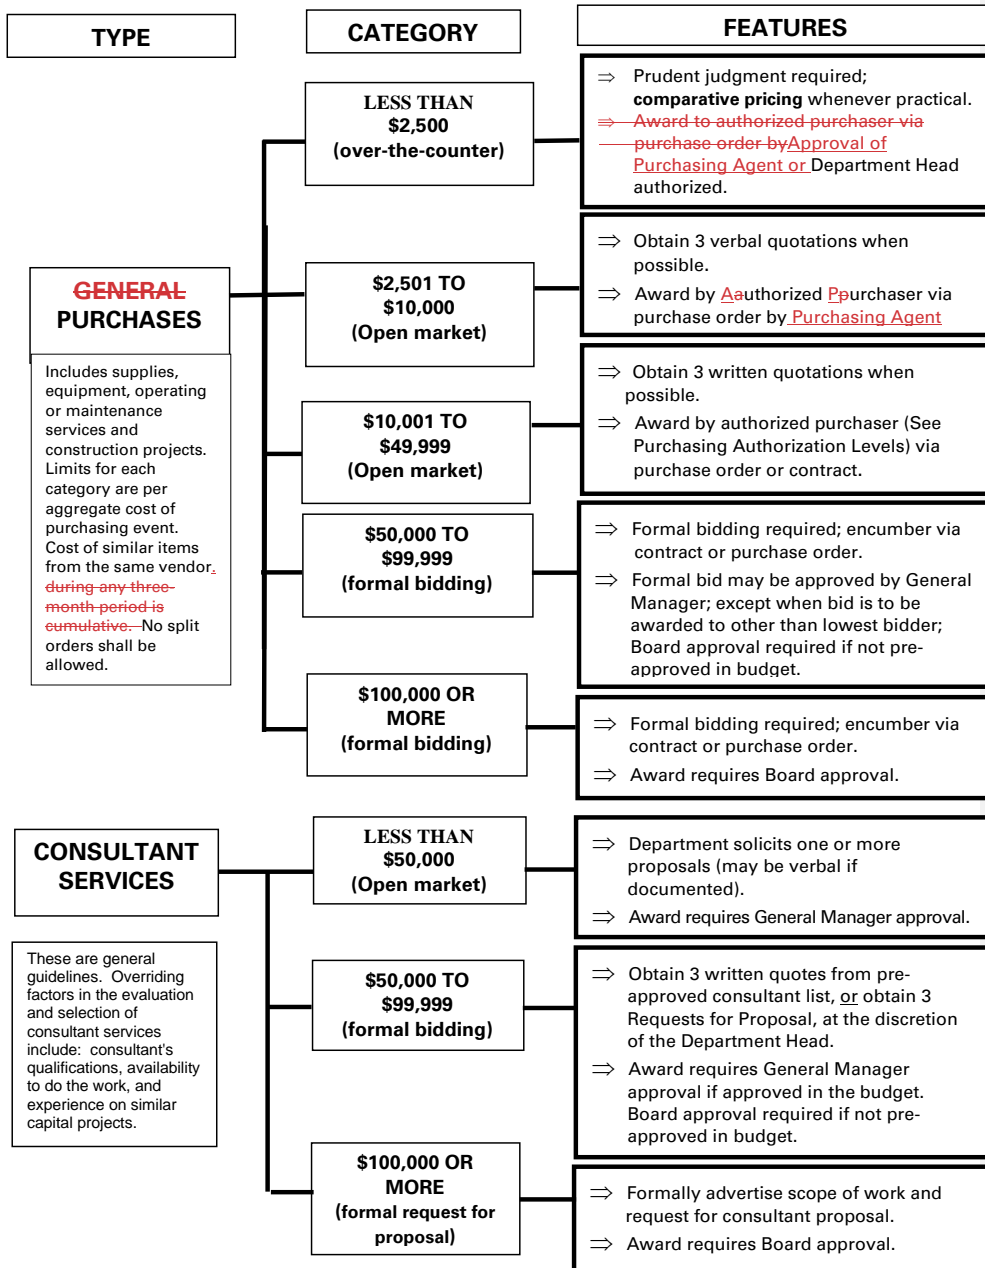 TYPE
CATEGORY
FEATURES
LESS THAN
$2,500
(over-the-counter)
⇒ Prudent judgment required;
comparative pricing whenever practical.
⇒ Award to authorized purchaser via
purchase order byApproval of
Purchasing Agent or Department Head
authorized.
GENERAL
PURCHASES
Includes supplies,
equipment, operating
or maintenance
services and
construction projects.
Limits for each
category are per
aggregate cost of
purchasing event.
Cost of similar items
from the same vendor.
during any three-
month period is
cumulative. No split
orders shall be
allowed.
$2,501 TO
$10,000
(Open market)
⇒ Obtain 3 verbal quotations when
possible.
⇒ Award by Aauthorized Ppurchaser via
purchase order by Purchasing Agent
$10,001 TO
$49,999
(Open market)
⇒ Obtain 3 written quotations when
possible.
⇒ Award by authorized purchaser (See
Purchasing Authorization Levels) via
purchase order or contract.
$50,000 TO
$99,999
(formal bidding)
⇒ Formal bidding required; encumber via
contract or purchase order.
⇒ Formal bid may be approved by General
Manager; except when bid is to be
awarded to other than lowest bidder;
Board approval required if not pre-
approved in budget.
$100,000 OR
MORE
(formal bidding)
⇒ Formal bidding required; encumber via
contract or purchase order.
⇒ Award requires Board approval.
CONSULTANT
SERVICES
These are general
guidelines. Overriding
factors in the evaluation
and selection of
consultant services
include: consultant's
qualifications, availability
to do the work, and
experience on similar
capital projects.
LESS THAN
$50,000
(Open market)
⇒ Department solicits one or more
proposals (may be verbal if
documented).
⇒ Award requires General Manager approval.
$50,000 TO
$99,999
(formal bidding)
⇒ Obtain 3 written quotes from pre-
approved consultant list, or obtain 3
Requests for Proposal, at the discretion
of the Department Head.
⇒ Award requires General Manager
approval if approved in the budget.
Board approval required if not pre-
approved in budget.
$100,000 OR
MORE
(formal request for
proposal)
⇒ Formally advertise scope of work and
request for consultant proposal.
⇒ Award requires Board approval.